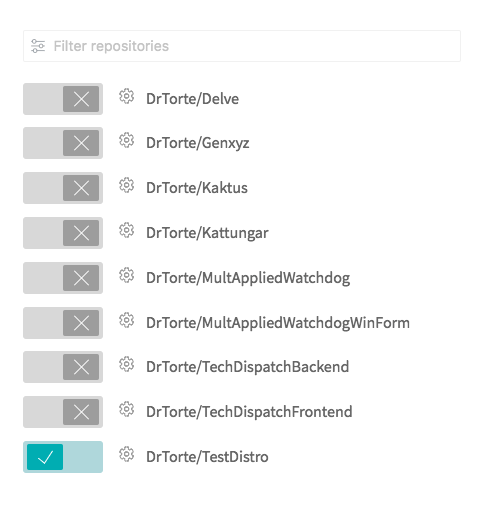 Filter repositories
DrTorte/Delve
DrTorte/Genxyz
DrTorte/Kaktus
DrTorte/Kattungar
DrTorte/MultAppliedWatchdog
DrTorte/MultAppliedWatchdogWinForm
DrTorte/TechDispatchBackend
DrTorte/TechDispatchFrontend
DrTorte/TestDistro